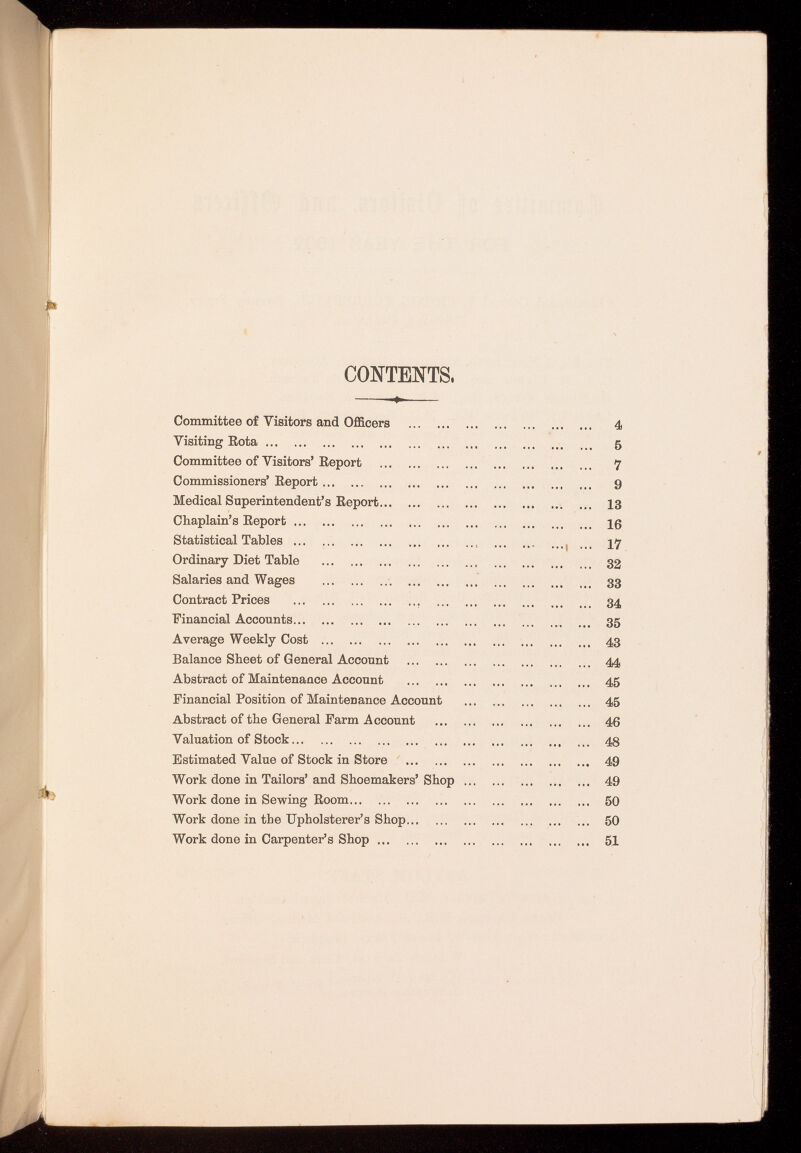 CONTENTS.
Committee of Visitors and Officers ... ... ... ... ... ... ... 4
Visiting Rota ... ... ... ... ... ... ... ... ... ... ... ... 5
Committee of Visitors' Report ... ... ... ... ... ... ... ... 7
Commissioners' Report ... ... ... ... ... ... ... ... ... ... 9
Medical Superintendent's Report... ... ... ... ... ... ... ... 13
Chaplain's Report ... ... ... ... ... ... ... ... ... ... ... 16
Statistical Tables ... ... ... ... ... ... ... ... ... ... ... 17
Ordinary Diet Table ... ... ... ... ... ... ... ... ... ... 32
Salaries and Wages ... ... ... ... ... ... ... ... ... ... 33
Contract Prices ... ... ... ... ... ... ... ... ... ... ... 34
Financial Accounts... ... ... ... ... ... ... ... ... ... ... 35
Average Weekly Cost ... ... ... ... ... ... ... ... ... ... 43
Balance Sheet of General Account ... ... ... ... ... ... ... 44
Abstract of Maintenance Account ... ... ... ... ... ... ... 45
Financial Position of Maintenance Account ... ... ... ... ... 45
Abstract of the General Farm Account ... ... ... ... ... ... 46
Valuation of Stock... ... ... ... ... ... ... ... ... ... ... 48
Estimated Value of Stock in Store ... ... ... ... ... ... ... 49
Work done in Tailors' and Shoemakers' Shop ... ... ... ... ... 49
Work done in Sewing Room... ... ... ... ... ... ... ... ... 50
Work done in the Upholsterer's Shop... ... ... ... ... ... ... 50
Work done in Carpenter's Shop ... ... ... ... ... ... ... ... 51